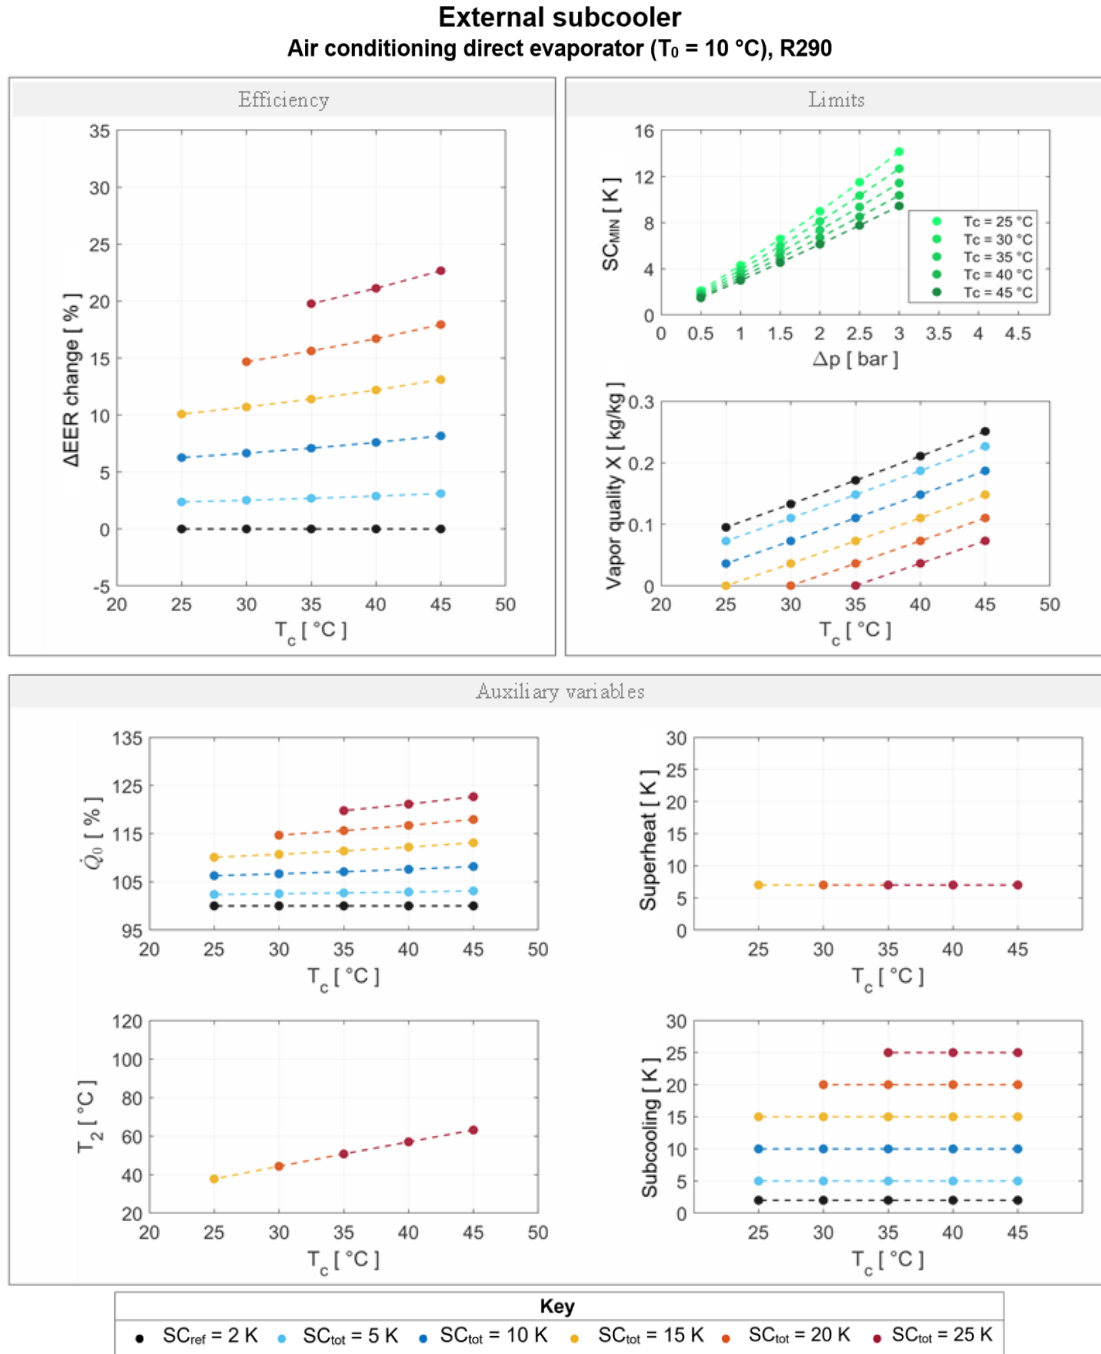 External subcooler
Air conditioning direct evaporator (T₀ = 10 °C), R290
Efficiency
35
30
25
20
15
10
5
0
-5
ΔEER change [ % ]
20 25 30 35 40 45 50
T_c [ °C ]
Limits
16
12
8
4
0
SC_MIN [ K ]
Tc = 25 °C
Tc = 30 °C
Tc = 35 °C
Tc = 40 °C
Tc = 45 °C
0 0.5 1 1.5 2 2.5 3 3.5 4 4.5
Δp [ bar ]
0.3
0.2
0.1
0
Vapor quality X [ kg/kg ]
20 25 30 35 40 45 50
T_c [ °C ]
Auxiliary variables
135
125
115
105
95
Q̇₀ [ % ]
20 25 30 35 40 45 50
T_c [ °C ]
30
25
20
15
10
5
0
Superheat [ K ]
25 30 35 40 45
T_c [ °C ]
120
100
80
60
40
20
T₂ [ °C ]
20 25 30 35 40 45 50
T_c [ °C ]
30
25
20
15
10
5
0
Subcooling [ K ]
25 30 35 40 45
T_c [ °C ]
Key
SC_ref = 2 K SC_tot = 5 K SC_tot = 10 K SC_tot = 15 K SC_tot = 20 K SC_tot = 25 K